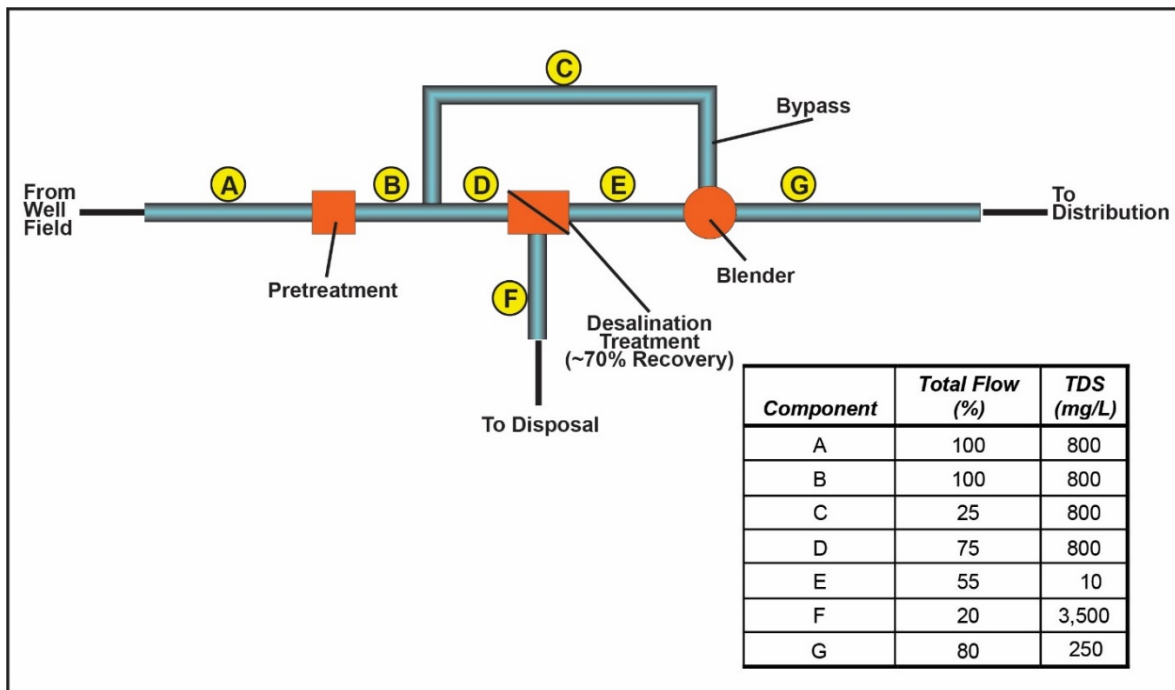 C
Bypass
A
B
D
E
G
From
Well
Field
To
Distribution
Pretreatment
Blender
F
Desalination
Treatment
(~70% Recovery)
To Disposal
Component Total Flow (%) TDS (mg/L)
A 100 800
B 100 800
C 25 800
D 75 800
E 55 10
F 20 3,500
G 80 250